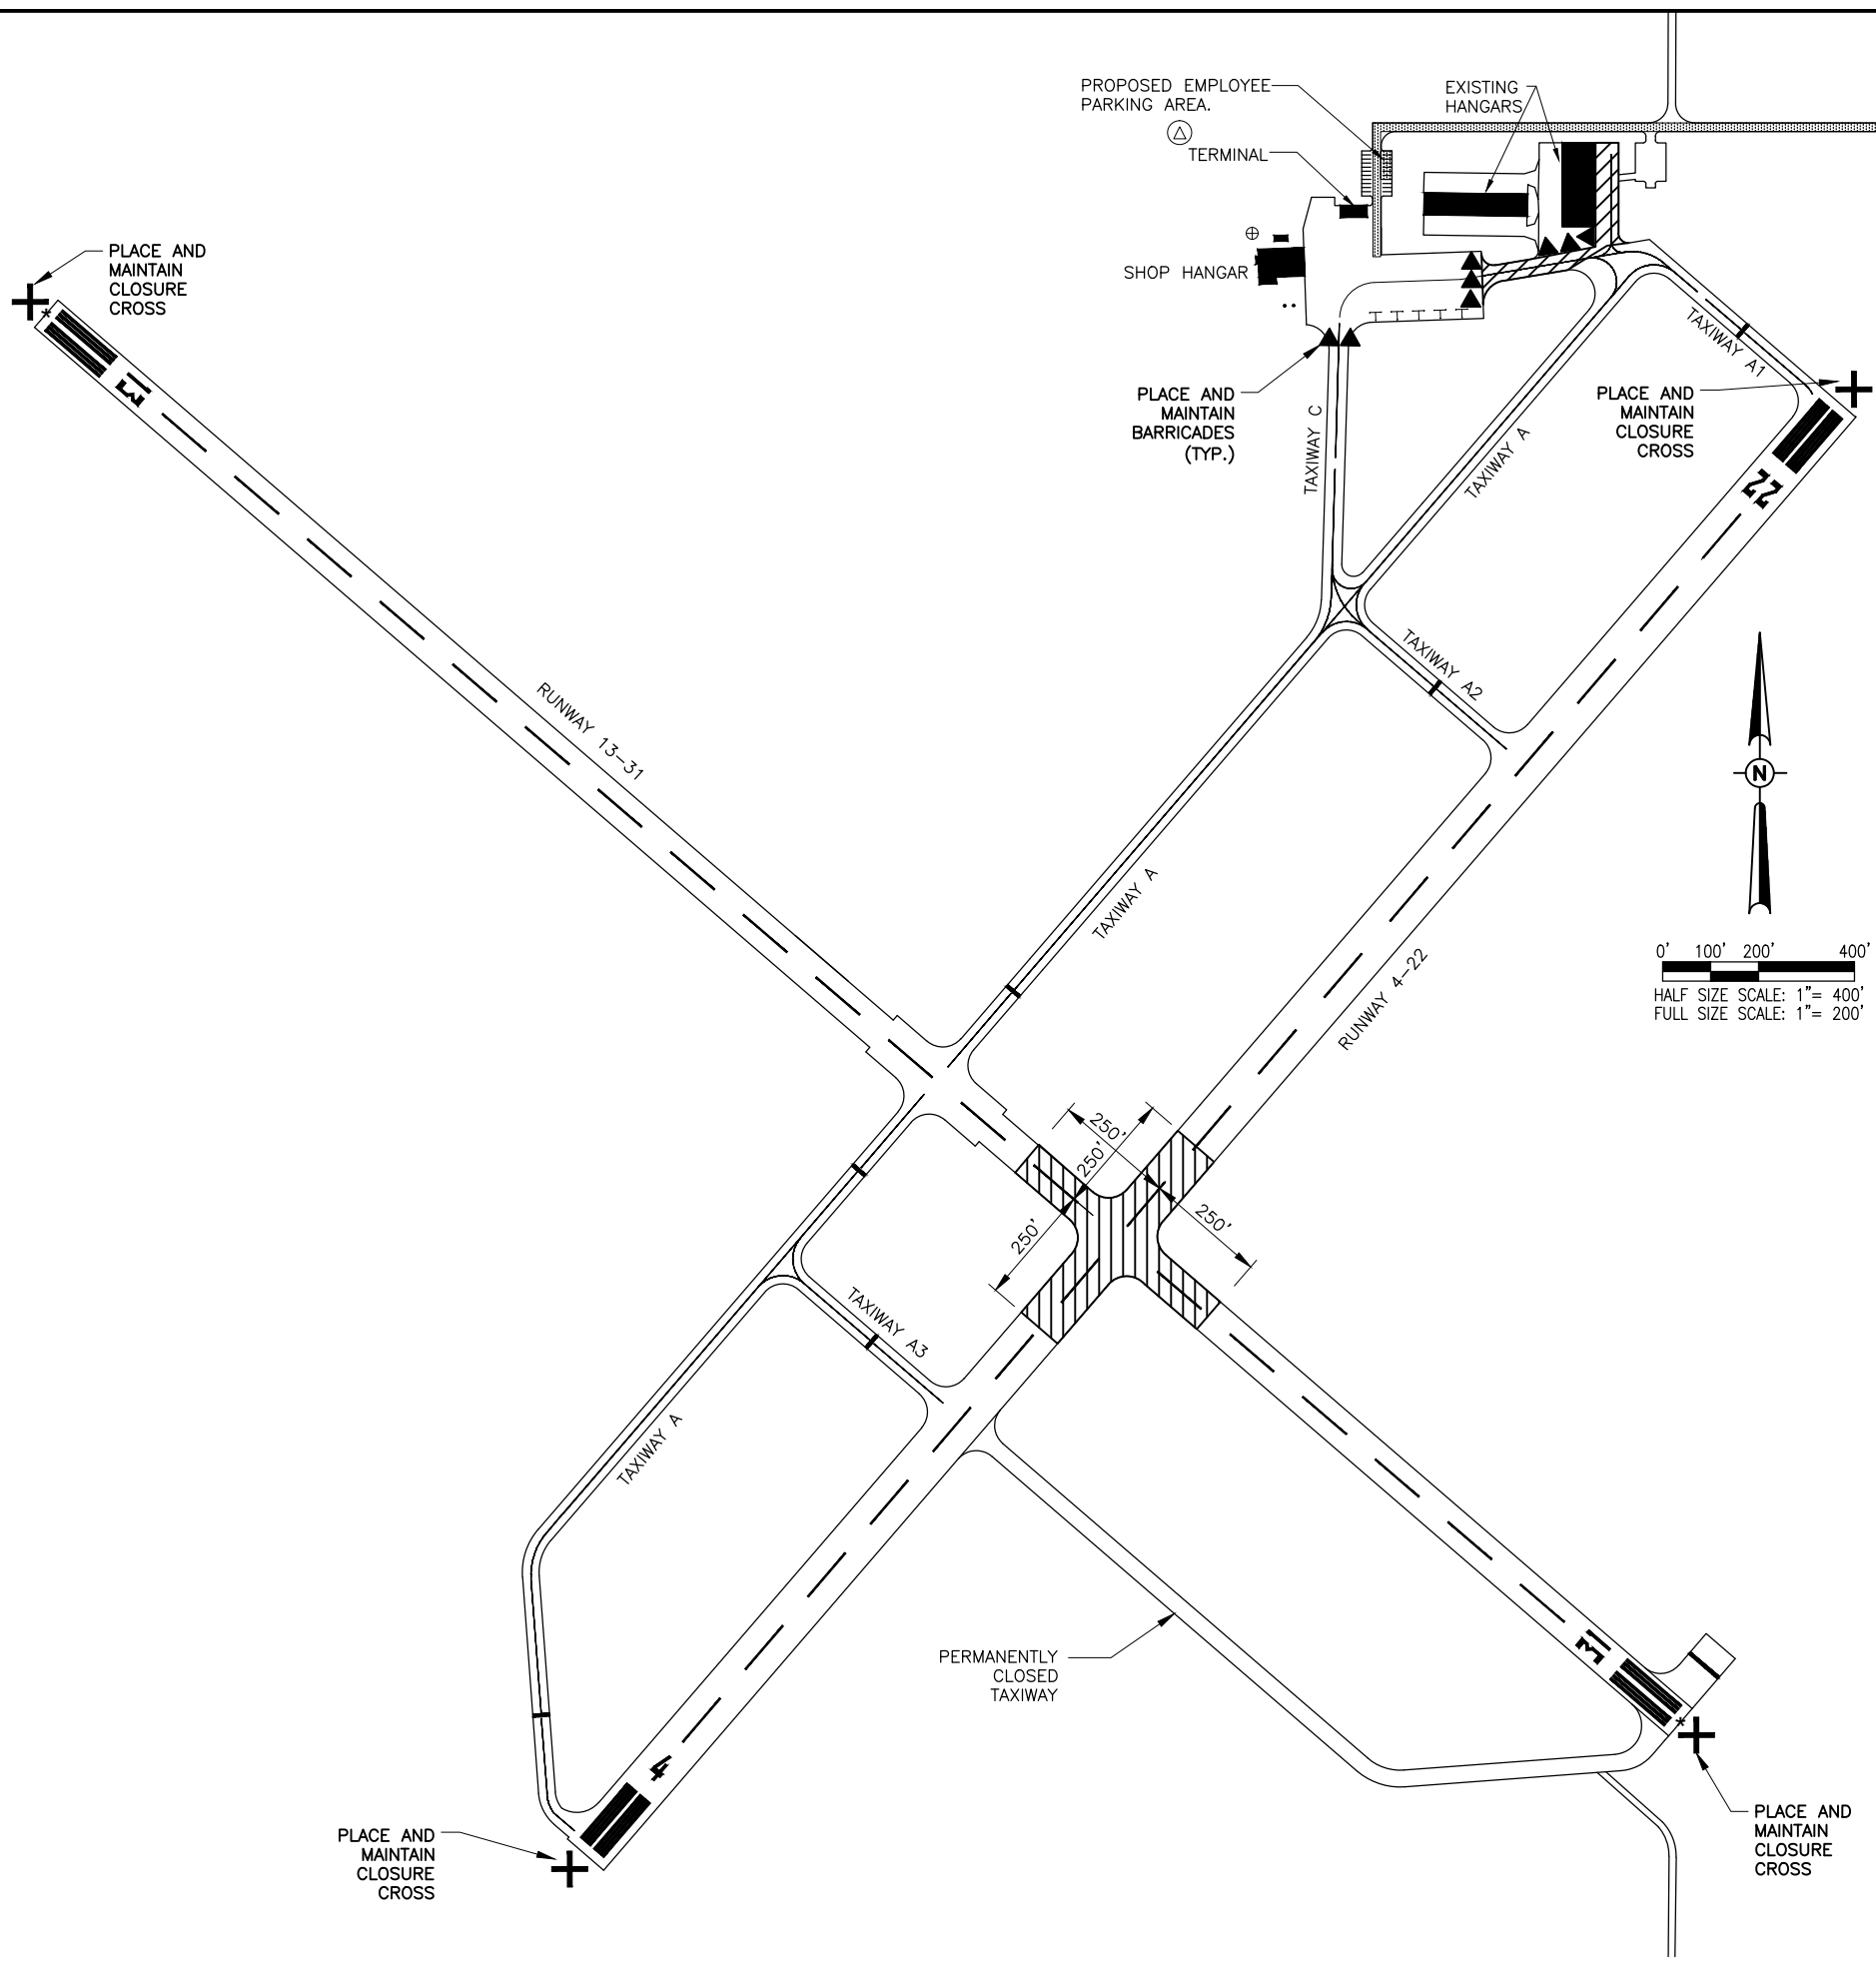 PROPOSED EMPLOYEE
PARKING AREA.
EXISTING
HANGARS
TERMINAL
SHOP HANGAR
PLACE AND
MAINTAIN
CLOSURE
CROSS
*
13
PLACE AND
MAINTAIN
BARRICADES
(TYP.)
TAXIWAY C
TAXIWAY A
TAXIWAY A1
PLACE AND
MAINTAIN
CLOSURE
CROSS
22
TAXIWAY A2
RUNWAY 13-31
N
TAXIWAY A
RUNWAY 4-22
0' 100' 200' 400'
HALF SIZE SCALE: 1"= 400'
FULL SIZE SCALE: 1"= 200'
250'
250'
250'
250'
TAXIWAY A3
TAXIWAY A
PERMANENTLY
CLOSED
TAXIWAY
31
*
4
PLACE AND
MAINTAIN
CLOSURE
CROSS
PLACE AND
MAINTAIN
CLOSURE
CROSS